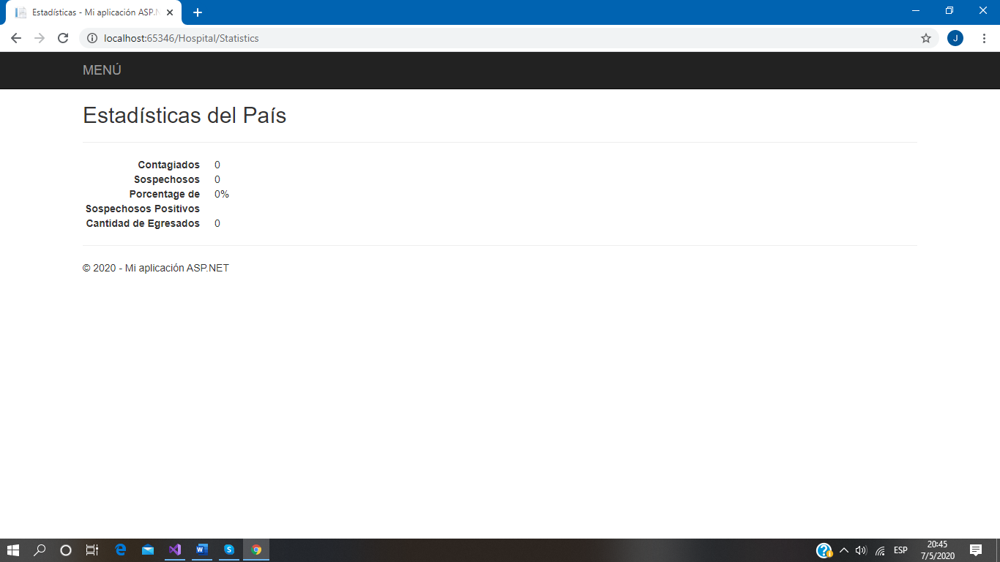 Estadísticas - Mi aplicación ASP.N
localhost:65346/Hospital/Statistics
J
MENÚ
Estadísticas del País
Contagiados 0
Sospechosos 0
Porcentage de 0%
Sospechosos Positivos
Cantidad de Egresados 0
© 2020 - Mi aplicación ASP.NET
ESP
20:45
7/5/2020